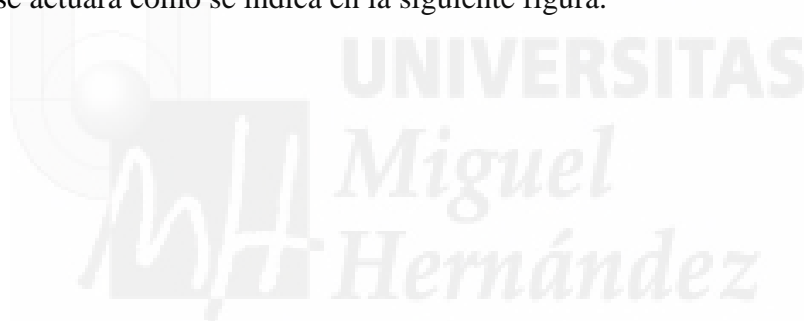 se actuará como se indica en la siguiente figura.
UNIVERSITAS
Miguel
Hernández